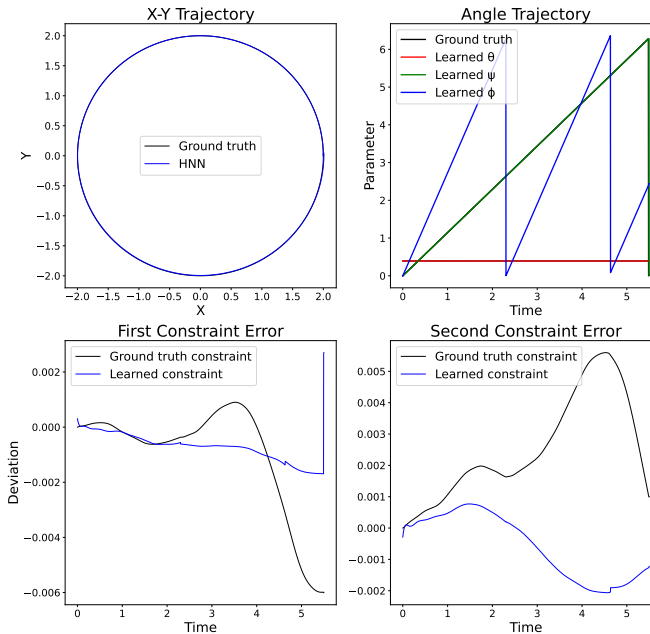 X-Y Trajectory
2.0
1.5
1.0
0.5
0.0
−0.5
−1.0
−1.5
−2.0
Y
Ground truth
HNN
−2.0 −1.5 −1.0 −0.5 0.0 0.5 1.0 1.5 2.0
X
Angle Trajectory
6
5
4
3
2
1
0
Parameter
Ground truth
Learned θ
Learned ψ
Learned ϕ
0 1 2 3 4 5
Time
First Constraint Error
0.002
0.000
−0.002
−0.004
−0.006
Deviation
Ground truth constraint
Learned constraint
0 1 2 3 4 5
Time
Second Constraint Error
0.005
0.004
0.003
0.002
0.001
0.000
−0.001
−0.002
Ground truth constraint
Learned constraint
0 1 2 3 4 5
Time